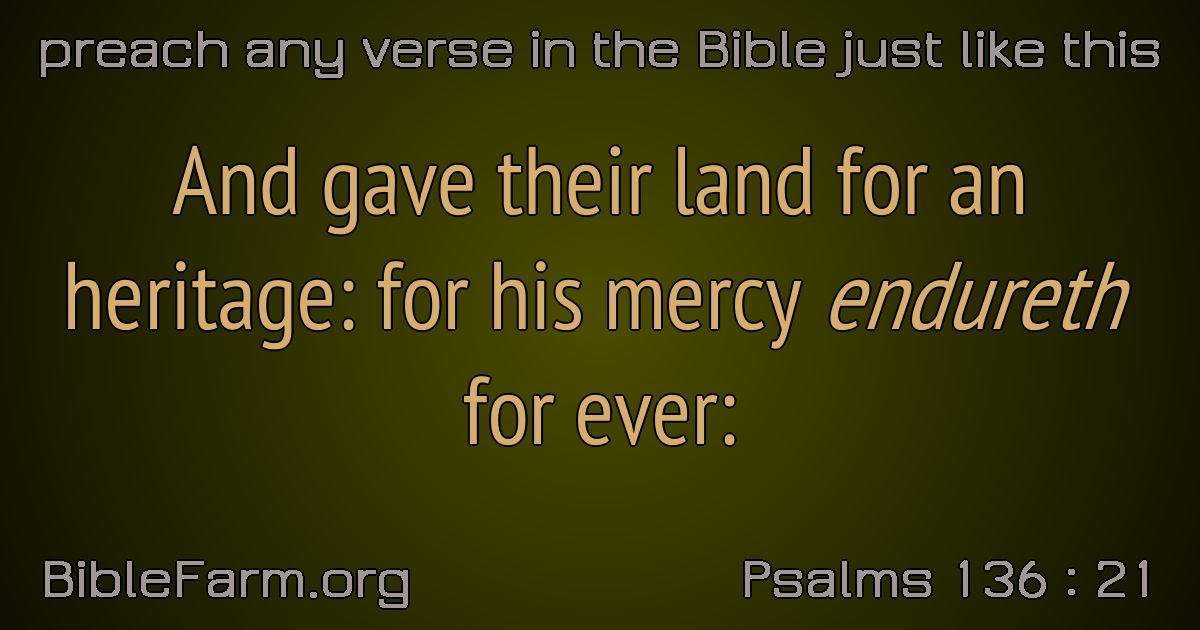 preach any verse in the Bible just like this
And gave their land for an
heritage: for his mercy endureth
for ever:
BibleFarm.org
Psalms 136 : 21